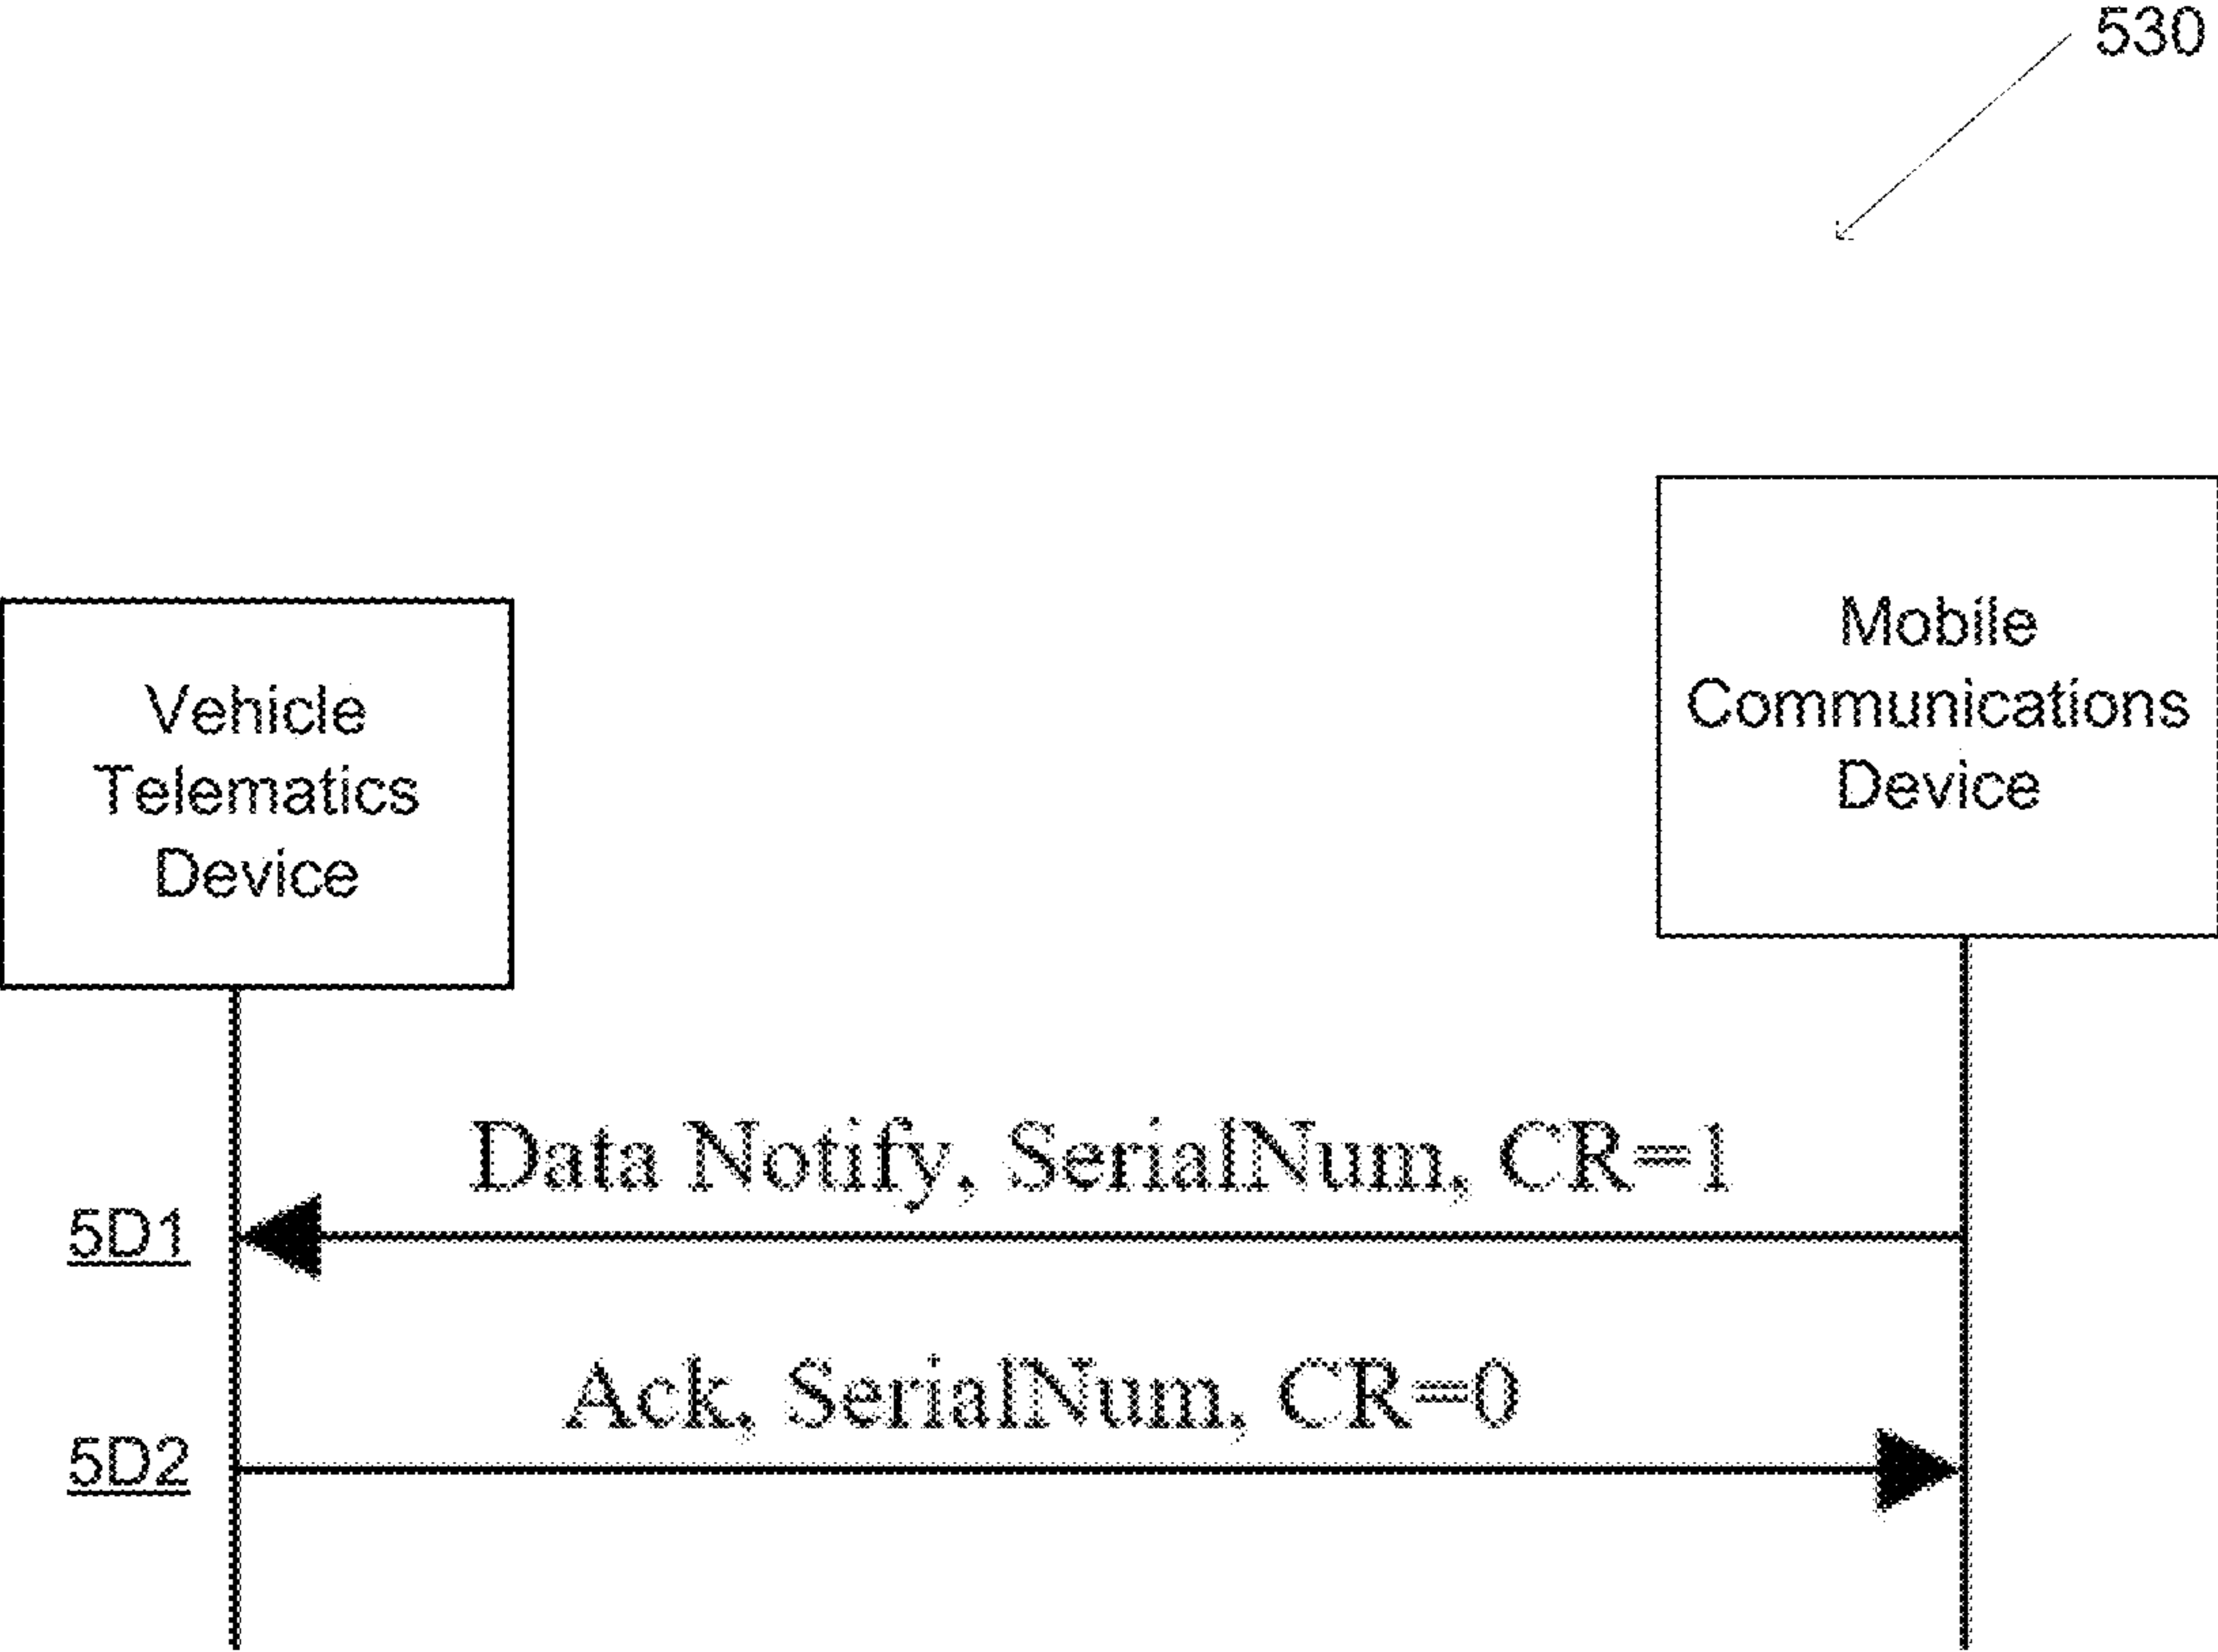 530
Mobile
Communications
Device
Vehicle
Telematics
Device
Data Notify, SerialNum, CR=1
5D1
Ack, SerialNum, CR=0
5D2